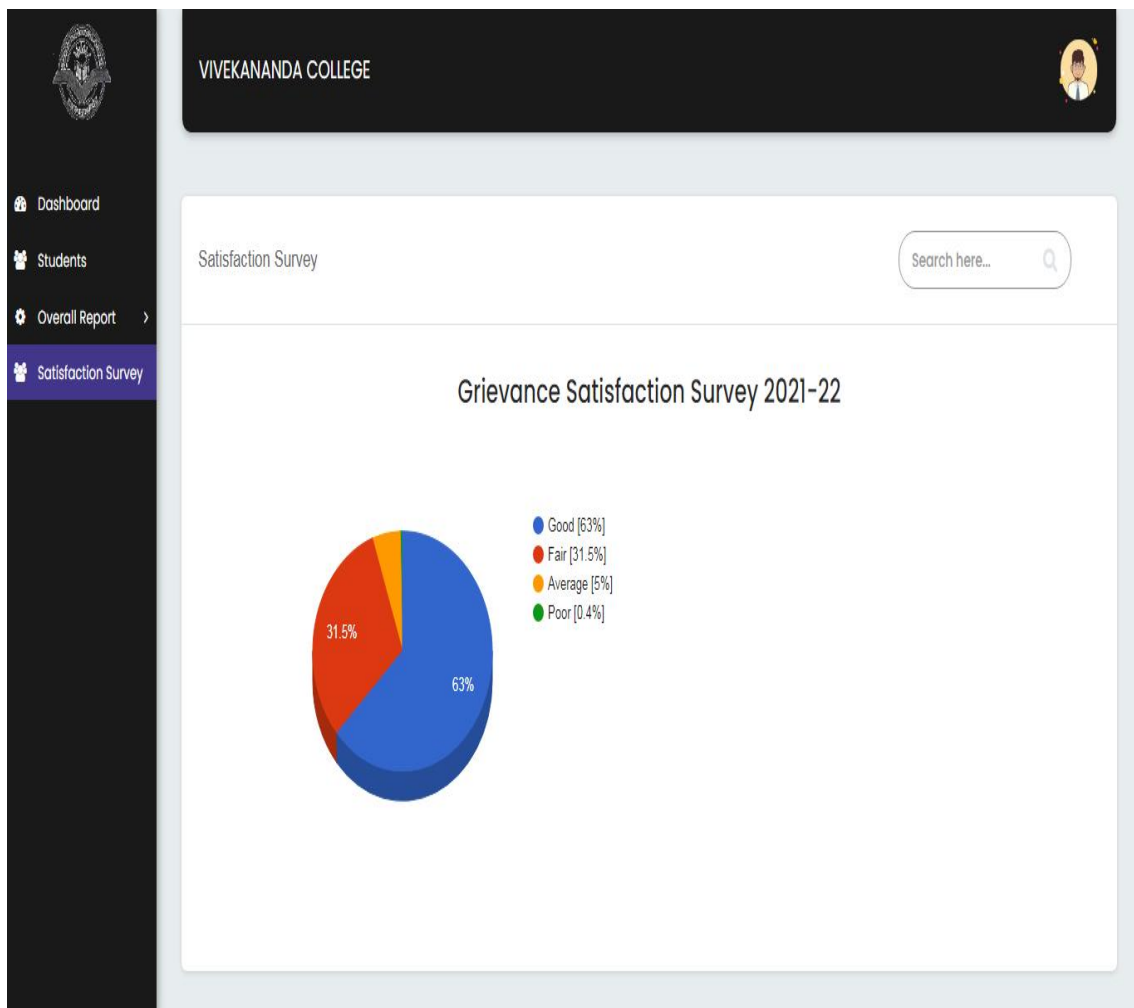 VIVEKANANDA COLLEGE
Dashboard
Students
Overall Report
Satisfaction Survey
Satisfaction Survey
Search here...
Grievance Satisfaction Survey 2021-22
Good [63%]
Fair [31.5%]
Average [5%]
Poor [0.4%]
31.5%
63%